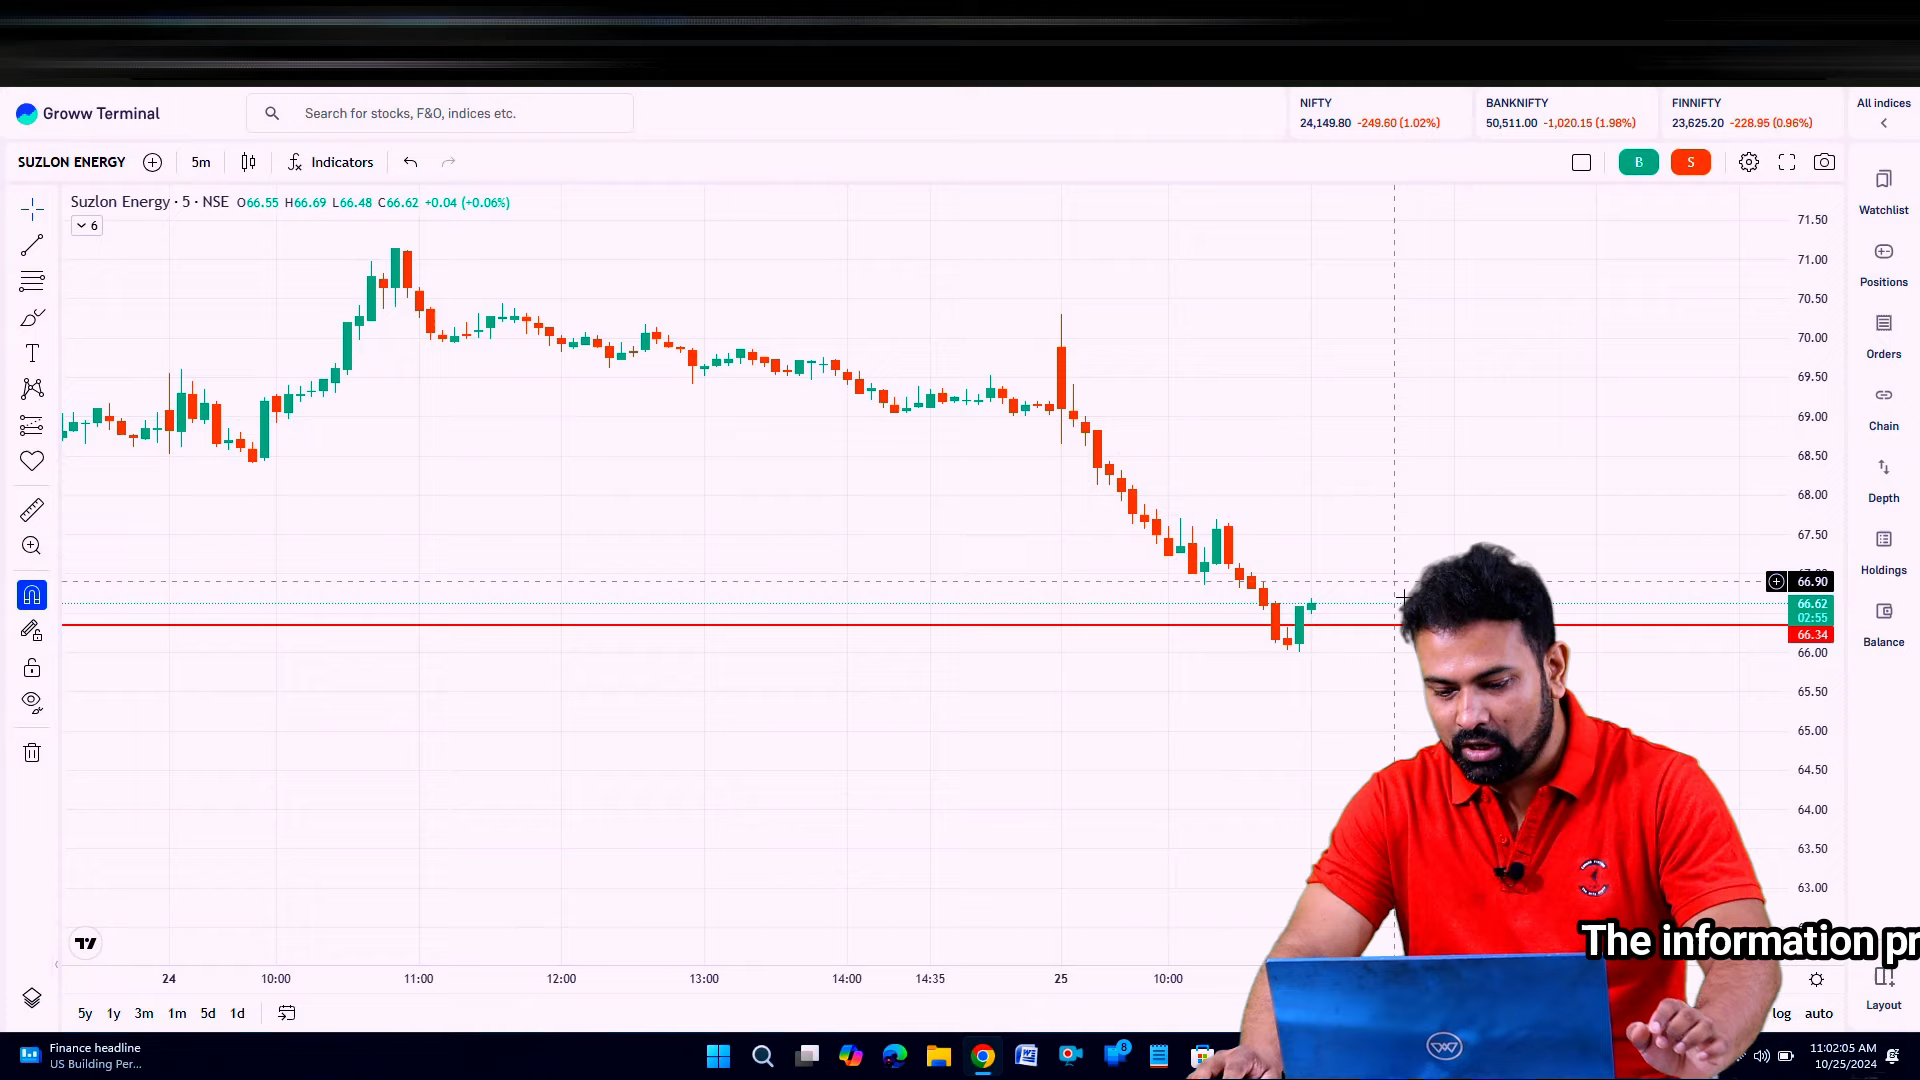 Groww Terminal
Search for stocks, F&O, indices etc.
NIFTY
24,149.80 -249.60 (1.02%)
BANKNIFTY
50,511.00 -1,020.15 (1.98%)
FINNIFTY
23,625.20 -228.95 (0.96%)
All indices
SUZLON ENERGY
5m
Indicators
B
S
Suzlon Energy · 5 · NSE O66.55 H66.69 L66.48 C66.62 +0.04 (+0.06%)
6
71.50
71.00
70.50
70.00
69.50
69.00
68.50
68.00
67.50
66.90
66.62
02:55
66.34
66.00
65.50
65.00
64.50
64.00
63.50
63.00
Watchlist
Positions
Orders
Chain
Depth
Holdings
Balance
Layout
The information pr
24
10:00
11:00
12:00
13:00
14:00
14:35
25
10:00
5y
1y
3m
1m
5d
1d
log
auto
Finance headline
US Building Per...
8
11:02:05 AM
10/25/2024